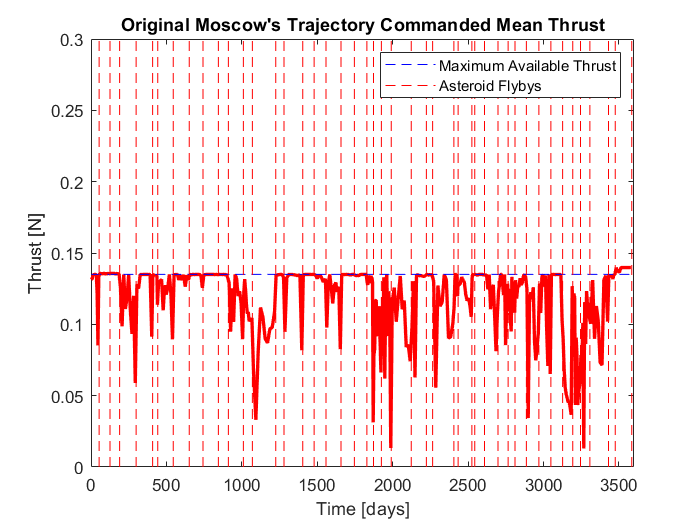 Original Moscow's Trajectory Commanded Mean Thrust
Maximum Available Thrust
Asteroid Flybys
0.3
0.25
0.2
0.15
0.1
0.05
0
Thrust [N]
0 500 1000 1500 2000 2500 3000 3500
Time [days]